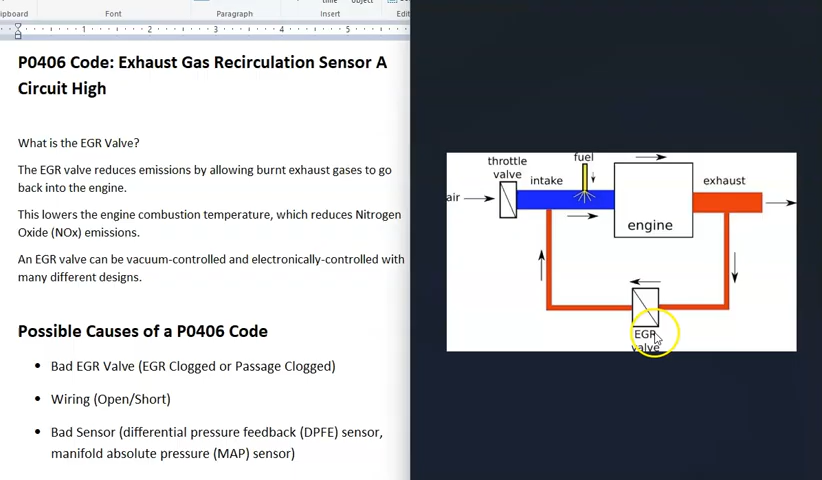 ipboard
Font
Paragraph
Insert
1 2 3 4 5
P0406 Code: Exhaust Gas Recirculation Sensor A
Circuit High
What is the EGR Valve?
The EGR valve reduces emissions by allowing burnt exhaust gases to go
back into the engine.
This lowers the engine combustion temperature, which reduces Nitrogen
Oxide (NOx) emissions.
An EGR valve can be vacuum-controlled and electronically-controlled with
many different designs.
Possible Causes of a P0406 Code
• Bad EGR Valve (EGR Clogged or Passage Clogged)
• Wiring (Open/Short)
• Bad Sensor (differential pressure feedback (DPFE) sensor,
manifold absolute pressure (MAP) sensor)
throttle
valve
fuel
intake
exhaust
air
engine
EGR
valve